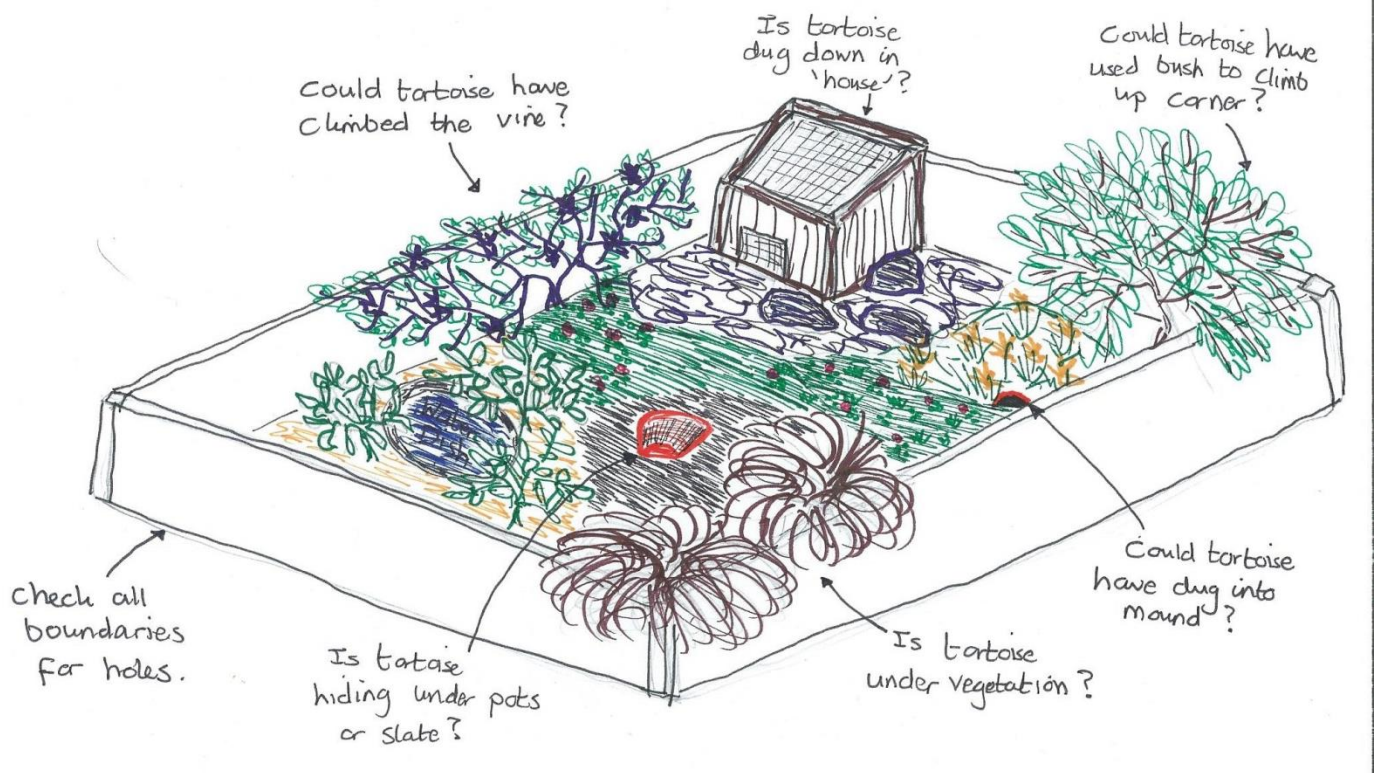 Is tortoise
dug down in
'house'?
Could tortoise have
used bush to climb
up corner?
Could tortoise have
climbed the vine?
Water
Dish
Check all
boundaries
for holes.
Is tortoise
hiding under pots
or slate?
Is tortoise
under vegetation?
Could tortoise
have dug into
mound?